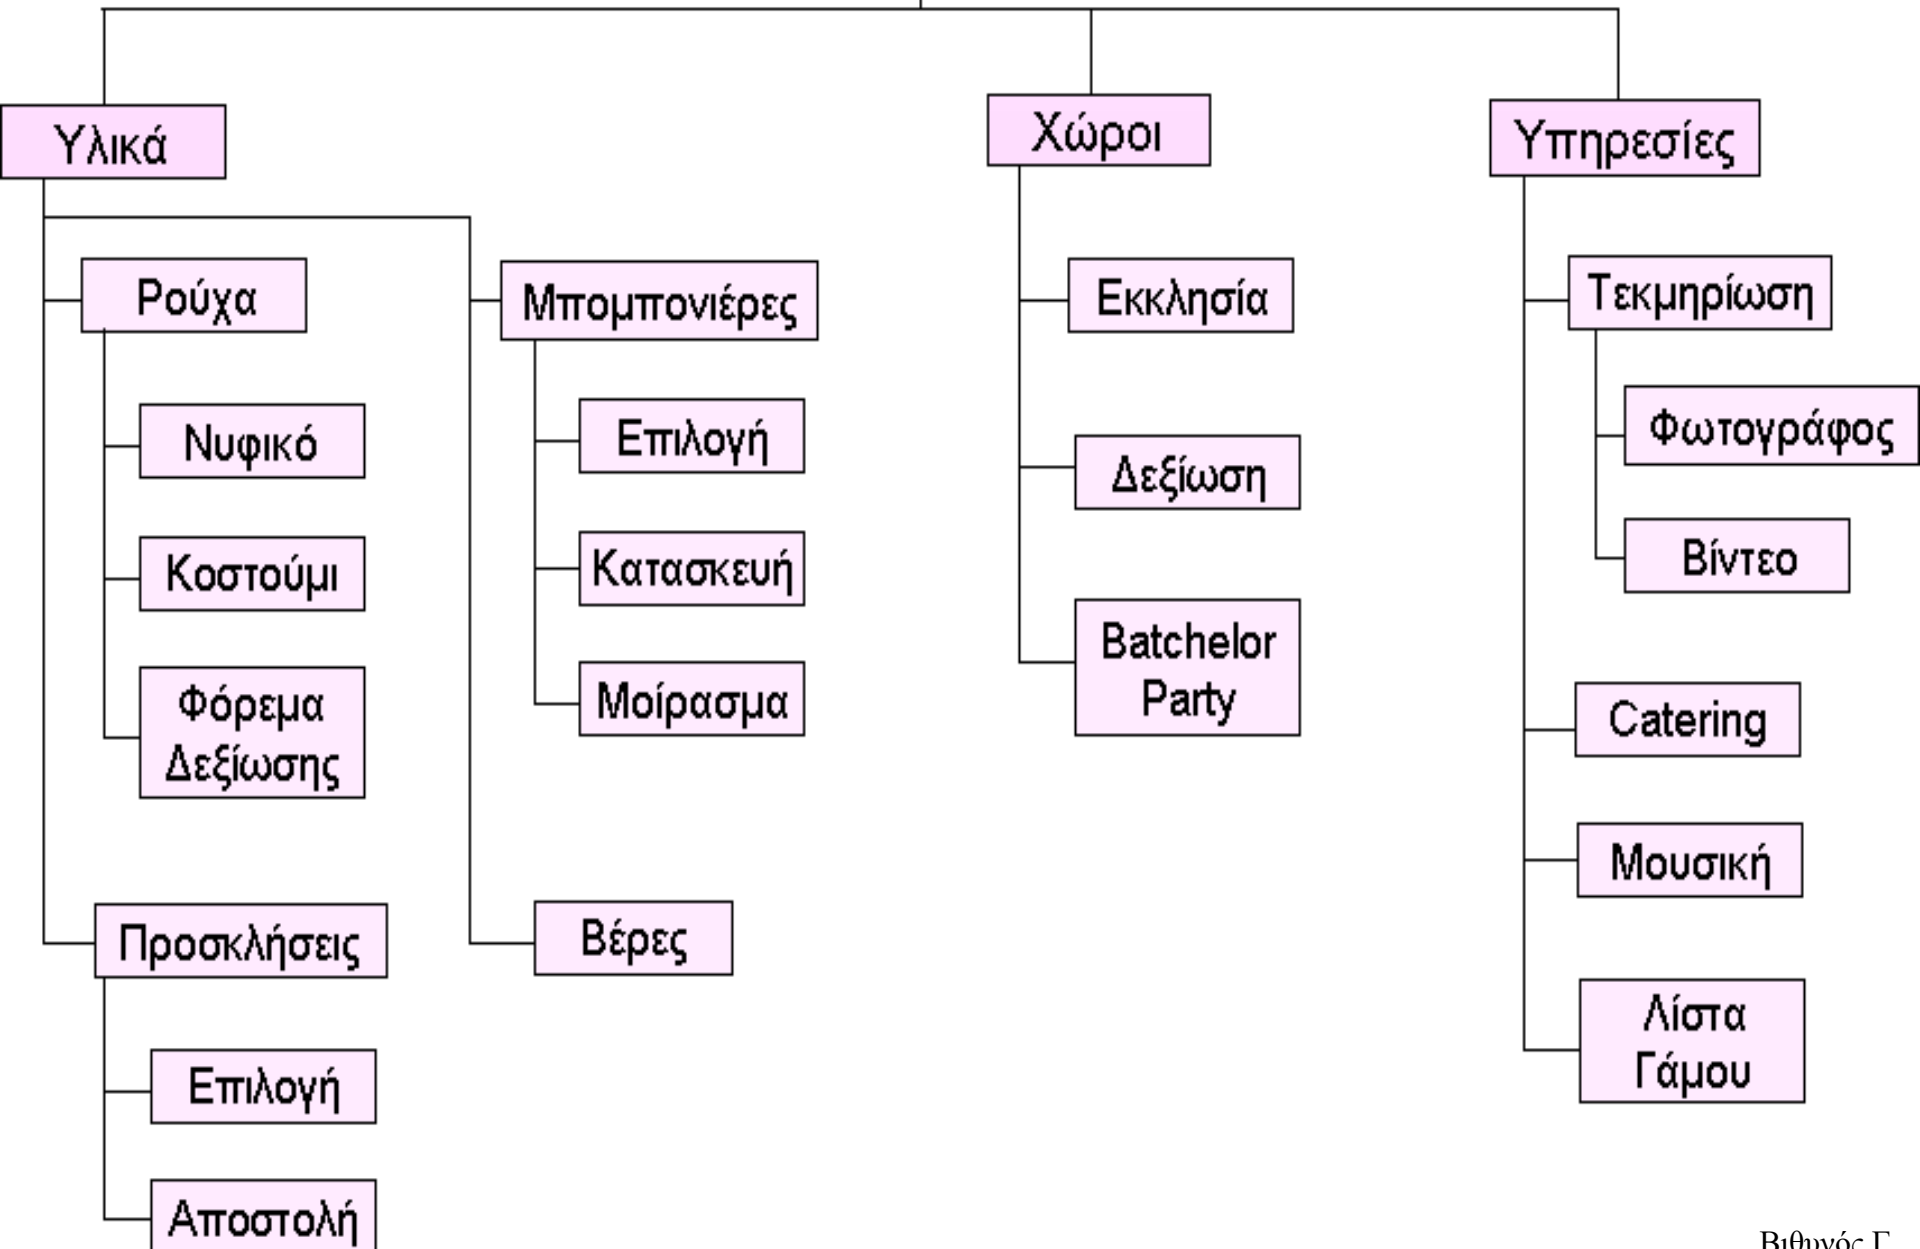 Υλικά
Χώροι
Υπηρεσίες
Ρούχα
Μπομπονιέρες
Εκκλησία
Τεκμηρίωση
Νυφικό
Επιλογή
Φωτογράφος
Δεξίωση
Κοστούμι
Κατασκευή
Βίντεο
Φόρεμα
Δεξίωσης
Μοίρασμα
Batchelor
Party
Catering
Μουσική
Προσκλήσεις
Βέρες
Λίστα
Γάμου
Επιλογή
Αποστολή
Βιθυνός Γ